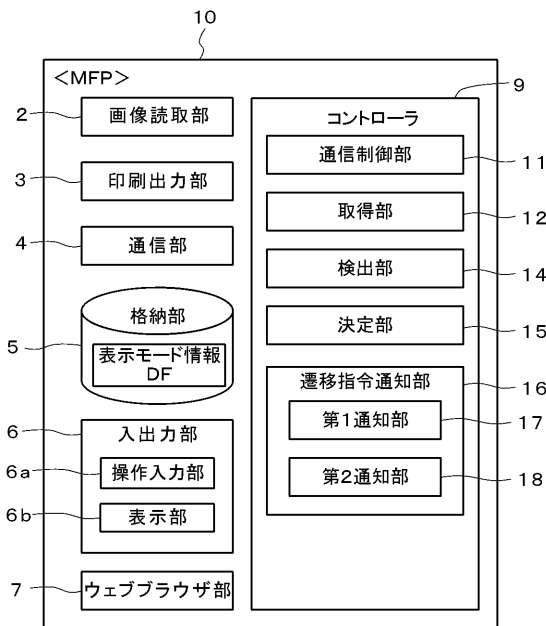 10
<MFP>
2
画像読取部
3
印刷出力部
4
通信部
5
格納部
表示モード情報
DF
6
入出力部
6a
操作入力部
6b
表示部
7
ウェブブラウザ部
9
コントローラ
通信制御部
11
取得部
12
検出部
14
決定部
15
遷移指令通知部
16
第1通知部
17
第2通知部
18